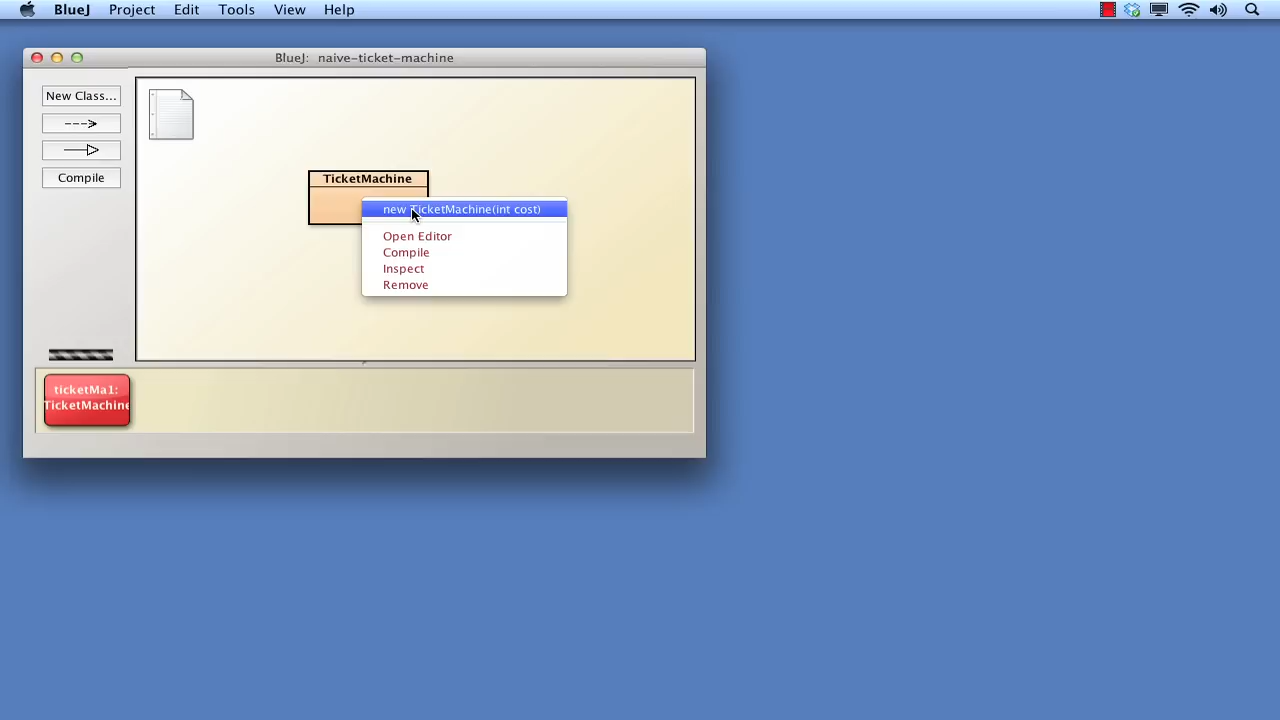 BlueJ Project Edit Tools View Help
BlueJ: naive-ticket-machine
New Class...
Compile
TicketMachine
new TicketMachine(int cost)
Open Editor
Compile
Inspect
Remove
ticketMa1:
TicketMachine